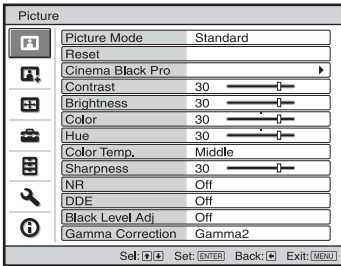 Picture
Picture Mode Standard
Reset
Cinema Black Pro
Contrast 30
Brightness 30
Color 30
Hue 30
Color Temp. Middle
Sharpness 30
NR Off
DDE Off
Black Level Adj Off
Gamma Correction Gamma2
Sel: Set: ENTER Back: Exit: MENU